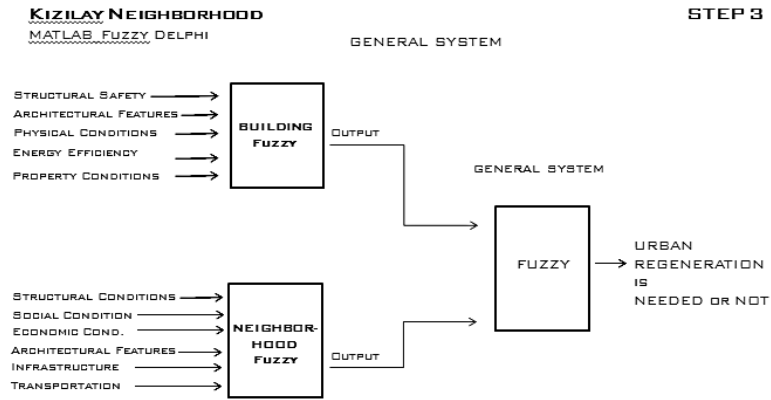 KIZILAY NEIGHBORHOOD
STEP 3
MATLAB_FUZZY DELPHI
GENERAL SYSTEM
STRUCTURAL SAFETY
ARCHITECTURAL FEATURES
PHYSICAL CONDITIONS
ENERGY EFFICIENCY
PROPERTY CONDITIONS
BUILDING
FUZZY
OUTPUT
GENERAL SYSTEM
FUZZY
URBAN
REGENERATION
IS
NEEDED OR NOT
STRUCTURAL CONDITIONS
SOCIAL CONDITION
ECONOMIC COND.
ARCHITECTURAL FEATURES
INFRASTRUCTURE
TRANSPORTATION
NEIGHBOR-
HOOD
FUZZY
OUTPUT